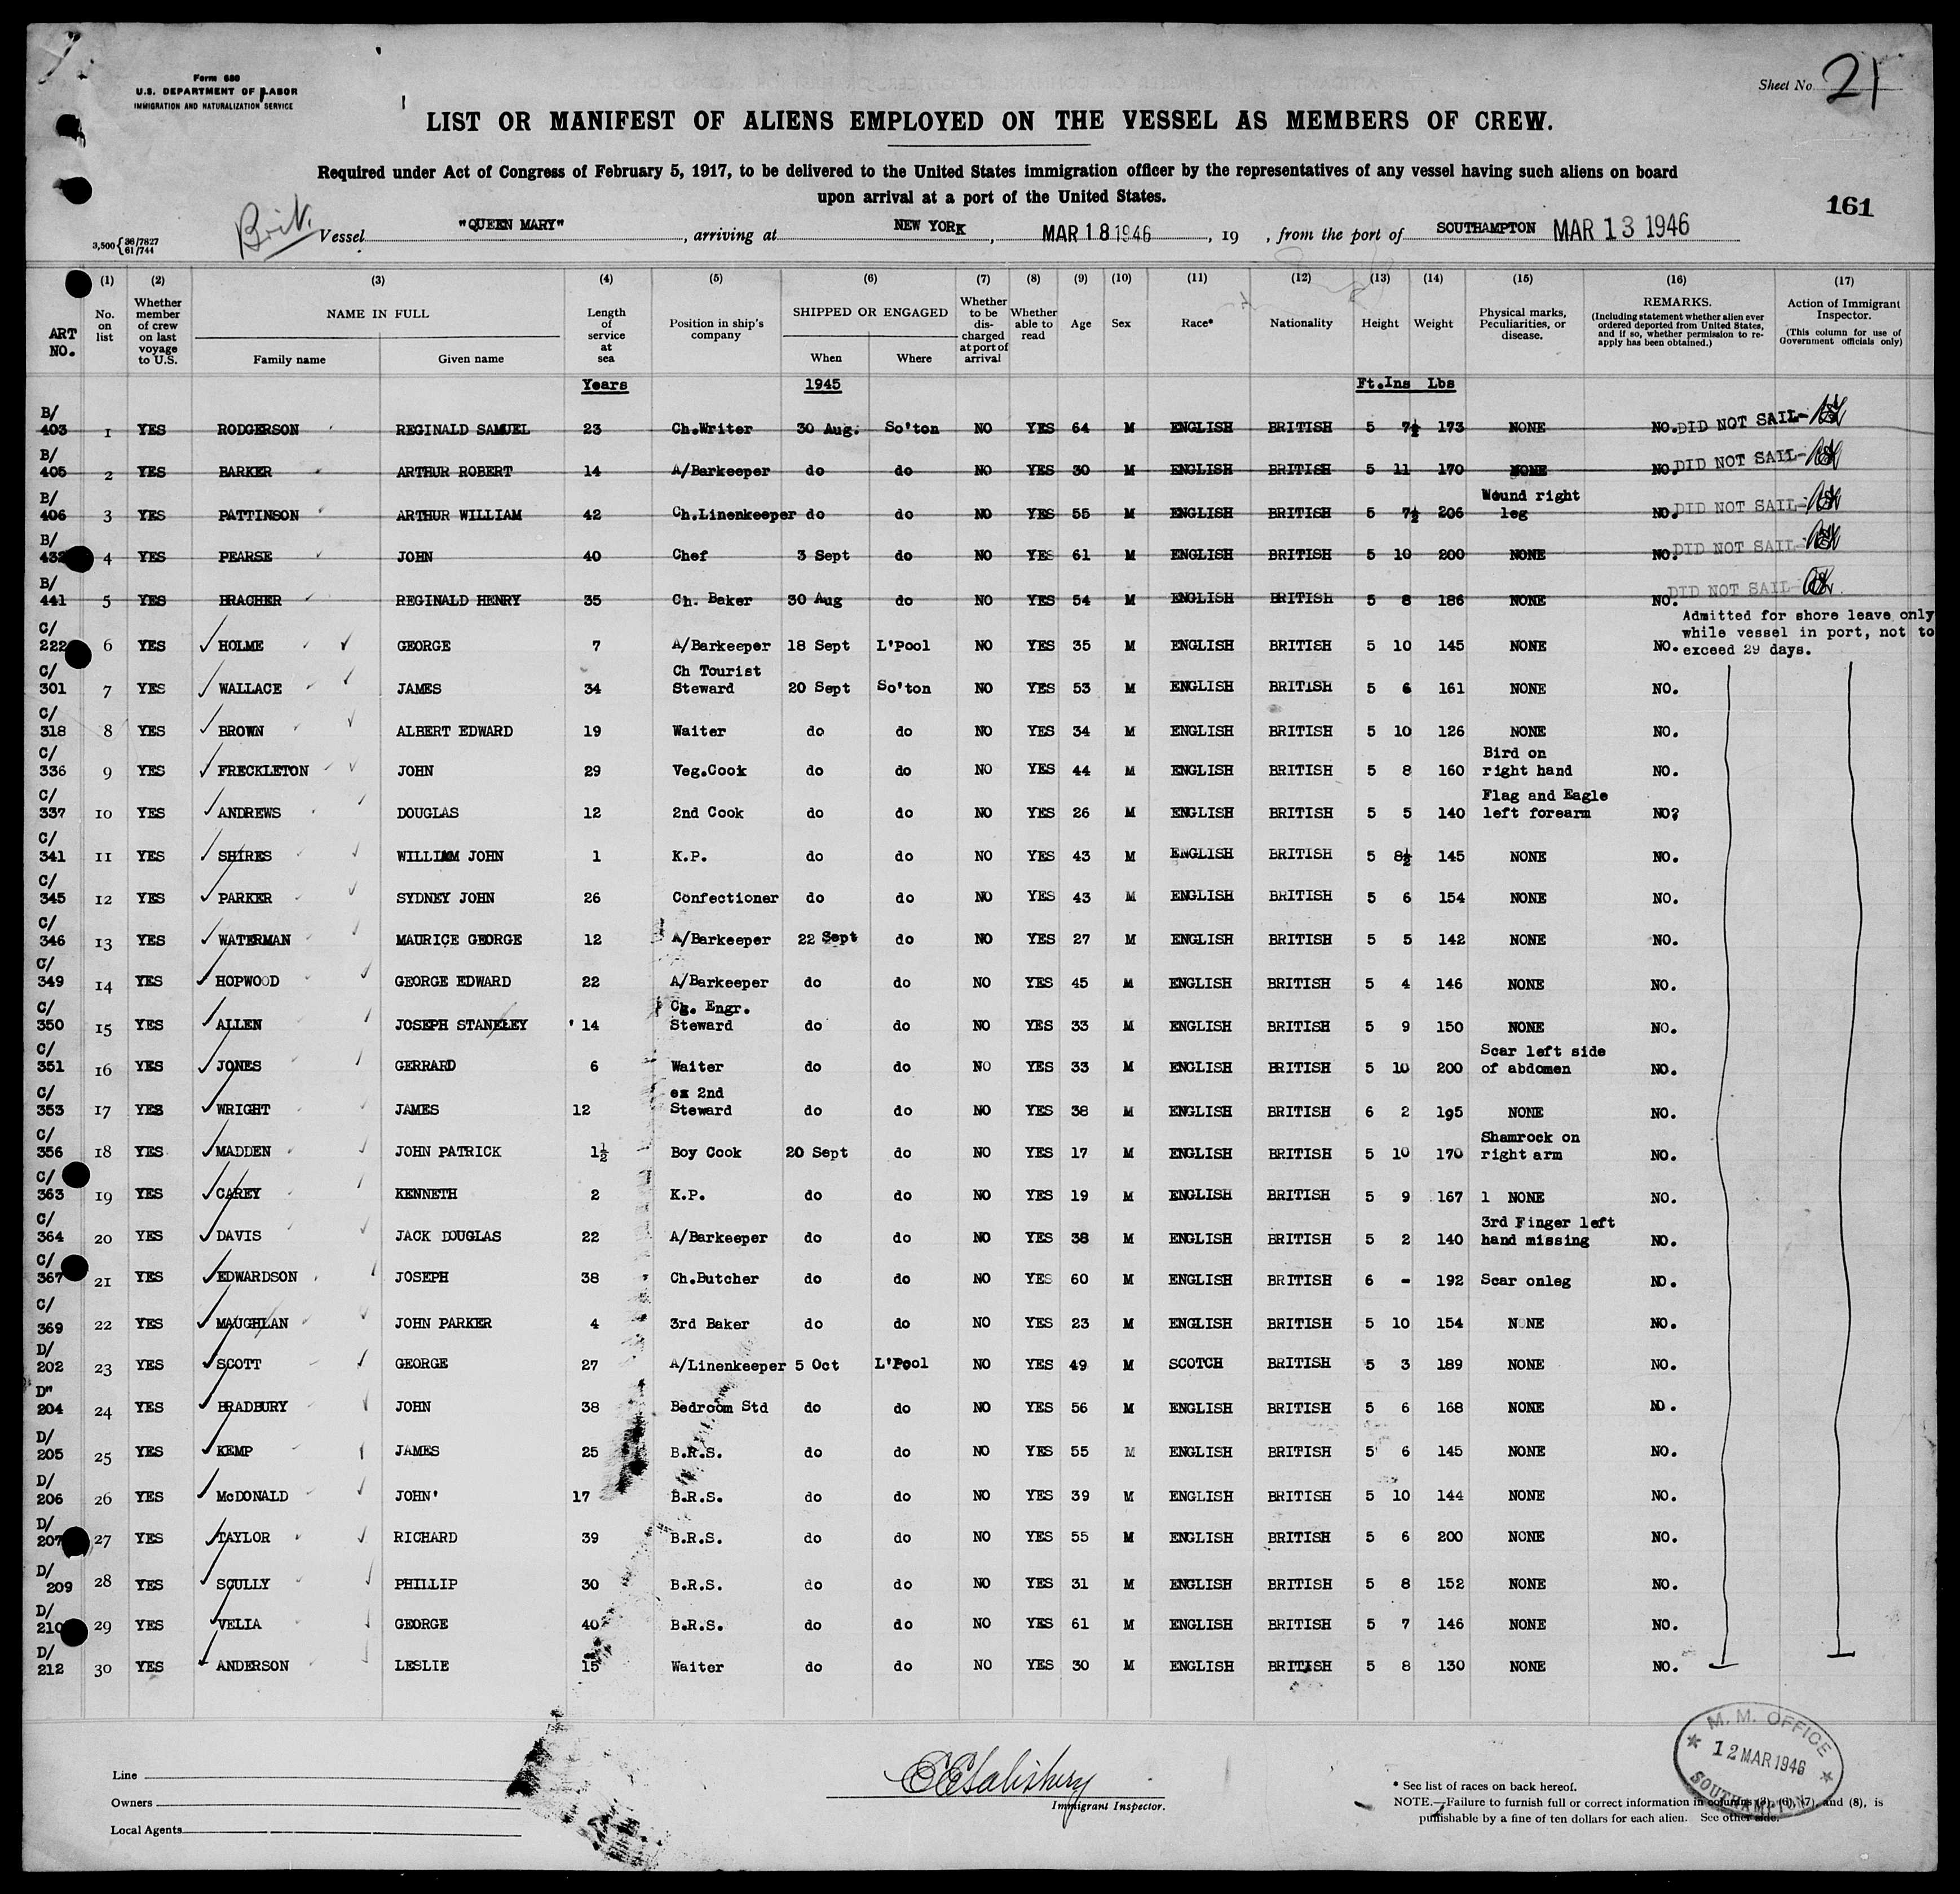 Form 680
U.S. DEPARTMENT OF LABOR
IMMIGRATION AND NATURALIZATION SERVICE
Sheet No. 21
LIST OR MANIFEST OF ALIENS EMPLOYED ON THE VESSEL AS MEMBERS OF CREW.
Required under Act of Congress of February 5, 1917, to be delivered to the United States immigration officer by the representatives of any vessel having such aliens on board
upon arrival at a port of the United States.
161
Brit.
3,500 { 36/7827 61/744
Vessel "QUEEN MARY", arriving at NEW YORK, MAR 18 1946, 19 , from the port of SOUTHAMPTON MAR 13 1946
ART NO.
(1) No. on list
(2) Whether member of crew on last voyage to U.S.
(3) NAME IN FULL Family name Given name
(4) Length of service at sea
(5) Position in ship's company
(6) SHIPPED OR ENGAGED When Where
(7) Whether to be discharged at port of arrival
(8) Whether able to read
(9) Age
(10) Sex
(11) Race*
(12) Nationality
(13) Height
(14) Weight
(15) Physical marks, Peculiarities, or disease.
(16) REMARKS. (Including statement whether alien ever ordered deported from United States, and if so, whether permission to re-apply has been obtained.)
(17) Action of Immigrant Inspector. (This column for use of Government officials only)
Years 1945 Ft.Ins Lbs
B/ 403 1 YES RODGERSON REGINALD SAMUEL 23 Ch.Writer 30 Aug. So'ton NO YES 64 M ENGLISH BRITISH 5 7½ 173 NONE NO. DID NOT SAIL-
B/ 405 2 YES BARKER ARTHUR ROBERT 14 A/Barkeeper do do NO YES 30 M ENGLISH BRITISH 5 11 170 NONE NO. DID NOT SAIL-
B/ 406 3 YES PATTINSON ARTHUR WILLIAM 42 Ch.Linenkeeper do do NO YES 55 M ENGLISH BRITISH 5 7½ 206 Wound right leg NO. DID NOT SAIL-
B/ 432 4 YES PEARSE JOHN 40 Chef 3 Sept do NO YES 61 M ENGLISH BRITISH 5 10 200 NONE NO. DID NOT SAIL-
B/ 441 5 YES BRACHER REGINALD HENRY 35 Ch. Baker 30 Aug do NO YES 54 M ENGLISH BRITISH 5 8 186 NONE NO. DID NOT SAIL-
C/ 222 6 YES HOLME GEORGE 7 A/Barkeeper 18 Sept L'Pool NO YES 35 M ENGLISH BRITISH 5 10 145 NONE NO. Admitted for shore leave only while vessel in port, not to exceed 29 days.
C/ 301 7 YES WALLACE JAMES 34 Ch Tourist Steward 20 Sept So'ton NO YES 53 M ENGLISH BRITISH 5 6 161 NONE NO.
C/ 318 8 YES BROWN ALBERT EDWARD 19 Waiter do do NO YES 34 M ENGLISH BRITISH 5 10 126 NONE NO.
C/ 336 9 YES FRECKLETON JOHN 29 Veg.Cook do do NO YES 44 M ENGLISH BRITISH 5 8 160 Bird on right hand NO.
C/ 337 10 YES ANDREWS DOUGLAS 12 2nd Cook do do NO YES 26 M ENGLISH BRITISH 5 5 140 Flag and Eagle left forearm NO?
C/ 341 11 YES SHIRES WILLIAM JOHN 1 K.P. do do NO YES 43 M ENGLISH BRITISH 5 8½ 145 NONE NO.
C/ 345 12 YES PARKER SYDNEY JOHN 26 Confectioner do do NO YES 43 M ENGLISH BRITISH 5 6 154 NONE NO.
C/ 346 13 YES WATERMAN MAURICE GEORGE 12 A/Barkeeper 22 Sept do NO YES 27 M ENGLISH BRITISH 5 5 142 NONE NO.
C/ 349 14 YES HOPWOOD GEORGE EDWARD 22 A/Barkeeper do do NO YES 45 M ENGLISH BRITISH 5 4 146 NONE NO.
C/ 350 15 YES ALLEN JOSEPH STANELEY 14 Cg. Engr. Steward do do NO YES 33 M ENGLISH BRITISH 5 9 150 NONE NO.
C/ 351 16 YES JONES GERRARD 6 Waiter do do NO YES 33 M ENGLISH BRITISH 5 10 200 Scar left side of abdomen NO.
C/ 353 17 YES WRIGHT JAMES 12 ex 2nd Steward do do NO YES 38 M ENGLISH BRITISH 6 2 195 NONE NO.
C/ 356 18 YES MADDEN JOHN PATRICK 1½ Boy Cook 20 Sept do NO YES 17 M ENGLISH BRITISH 5 10 170 Shamrock on right arm NO.
C/ 363 19 YES CAREY KENNETH 2 K.P. do do NO YES 19 M ENGLISH BRITISH 5 9 167 1 NONE NO.
C/ 364 20 YES DAVIS JACK DOUGLAS 22 A/Barkeeper do do NO YES 38 M ENGLISH BRITISH 5 2 140 3rd Finger left hand missing NO.
C/ 367 21 YES EDWARDSON JOSEPH 38 Ch.Butcher do do NO YES 60 M ENGLISH BRITISH 6 - 192 Scar onleg NO.
C/ 369 22 YES MAUGHLAN JOHN PARKER 4 3rd Baker do do NO YES 23 M ENGLISH BRITISH 5 10 154 NONE NO.
D/ 202 23 YES SCOTT GEORGE 27 A/Linenkeeper 5 Oct L'Pool NO YES 49 M SCOTCH BRITISH 5 3 189 NONE NO.
D" 204 24 YES BRADBURY JOHN 38 Bedroom Std do do NO YES 56 M ENGLISH BRITISH 5 6 168 NONE NO.
D/ 205 25 YES KEMP JAMES 25 B.R.S. do do NO YES 55 M ENGLISH BRITISH 5 6 145 NONE NO.
D/ 206 26 YES McDONALD JOHN' 17 B.R.S. do do NO YES 39 M ENGLISH BRITISH 5 10 144 NONE NO.
D/ 207 27 YES TAYLOR RICHARD 39 B.R.S. do do NO YES 55 M ENGLISH BRITISH 5 6 200 NONE NO.
D/ 209 28 YES SCULLY PHILLIP 30 B.R.S. do do NO YES 31 M ENGLISH BRITISH 5 8 152 NONE NO.
D/ 210 29 YES VELIA GEORGE 40 B.R.S. do do NO YES 61 M ENGLISH BRITISH 5 7 146 NONE NO.
D/ 212 30 YES ANDERSON LESLIE 15 Waiter do do NO YES 30 M ENGLISH BRITISH 5 8 130 NONE NO.
M. M. OFFICE
12 MAR 1946
SOUTHAMPTON
Line
Owners
Local Agents
CESalisbury
Immigrant Inspector.
* See list of races on back hereof.
NOTE.—Failure to furnish full or correct information in columns (3), (6), (7), and (8), is
punishable by a fine of ten dollars for each alien. See other side.